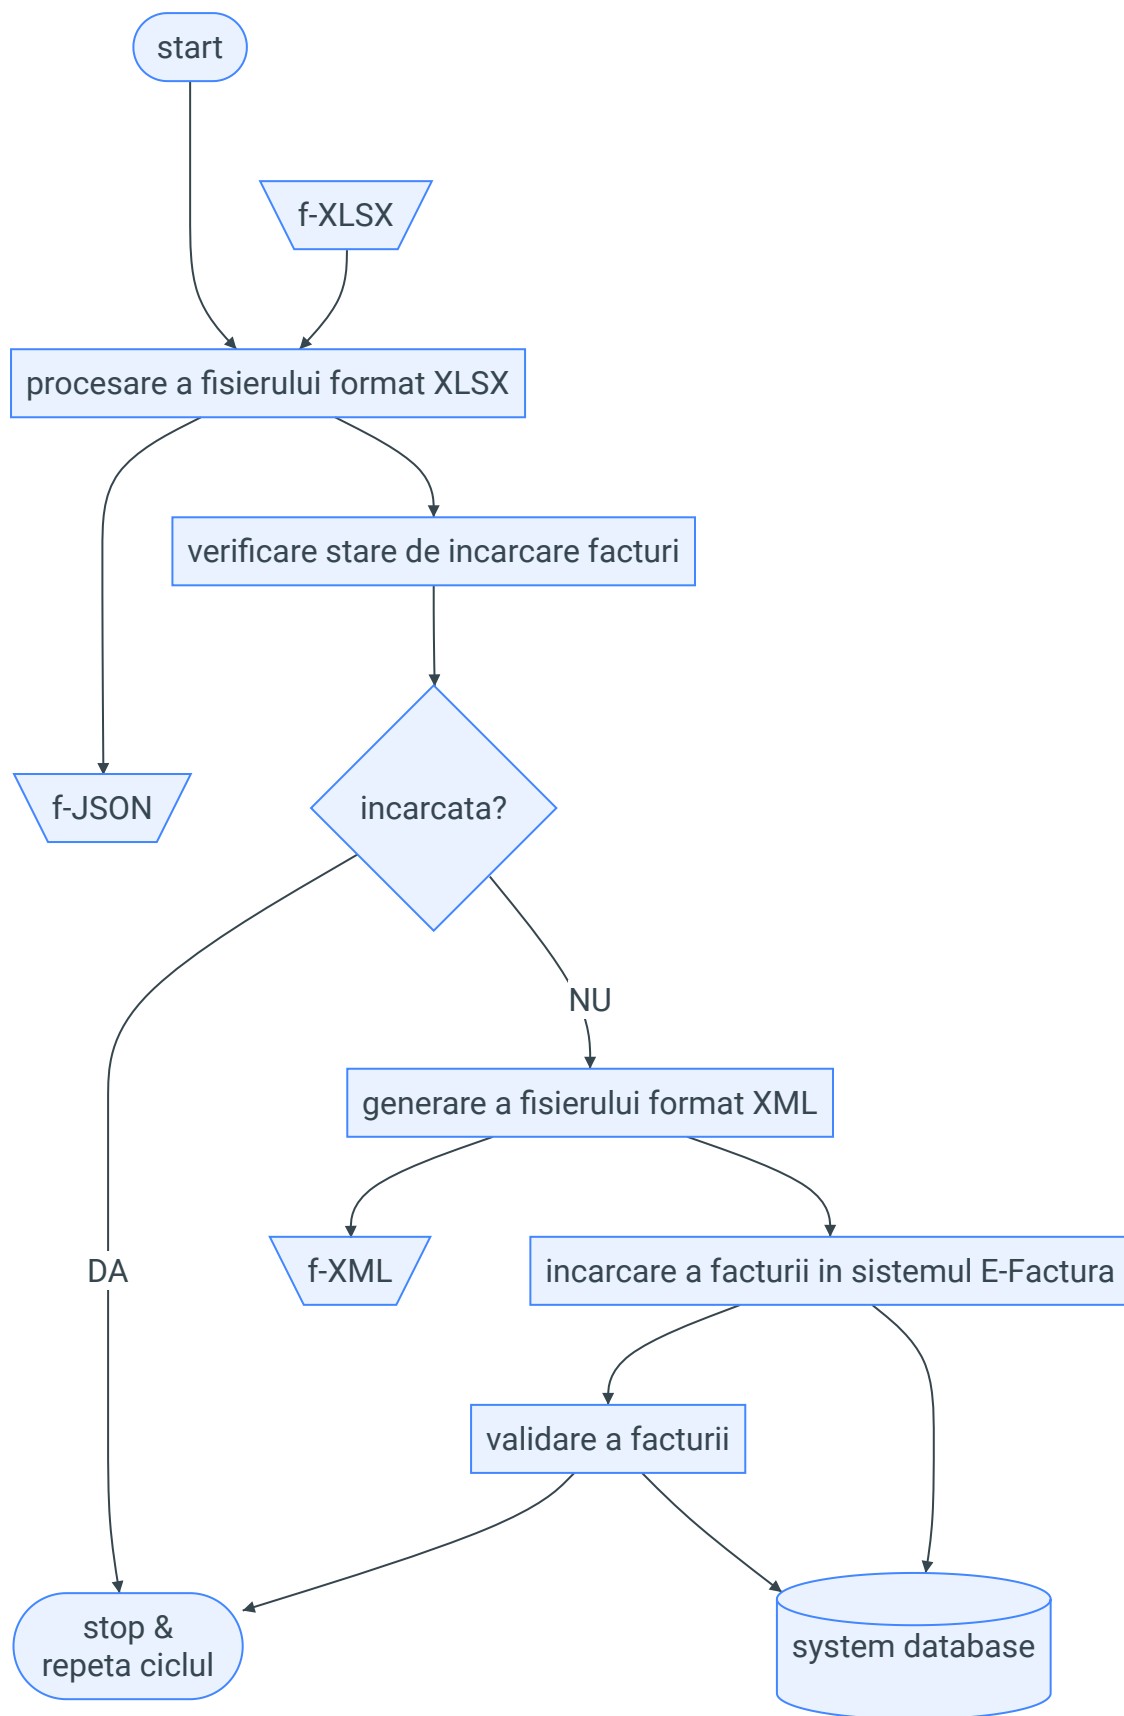 start
f-XLSX
procesare a fisierului format XLSX
verificare stare de incarcare facturi
f-JSON
incarcata?
NU
generare a fisierului format XML
DA
f-XML
incarcare a facturii in sistemul E-Factura
validare a facturii
stop &
repeta ciclul
system database